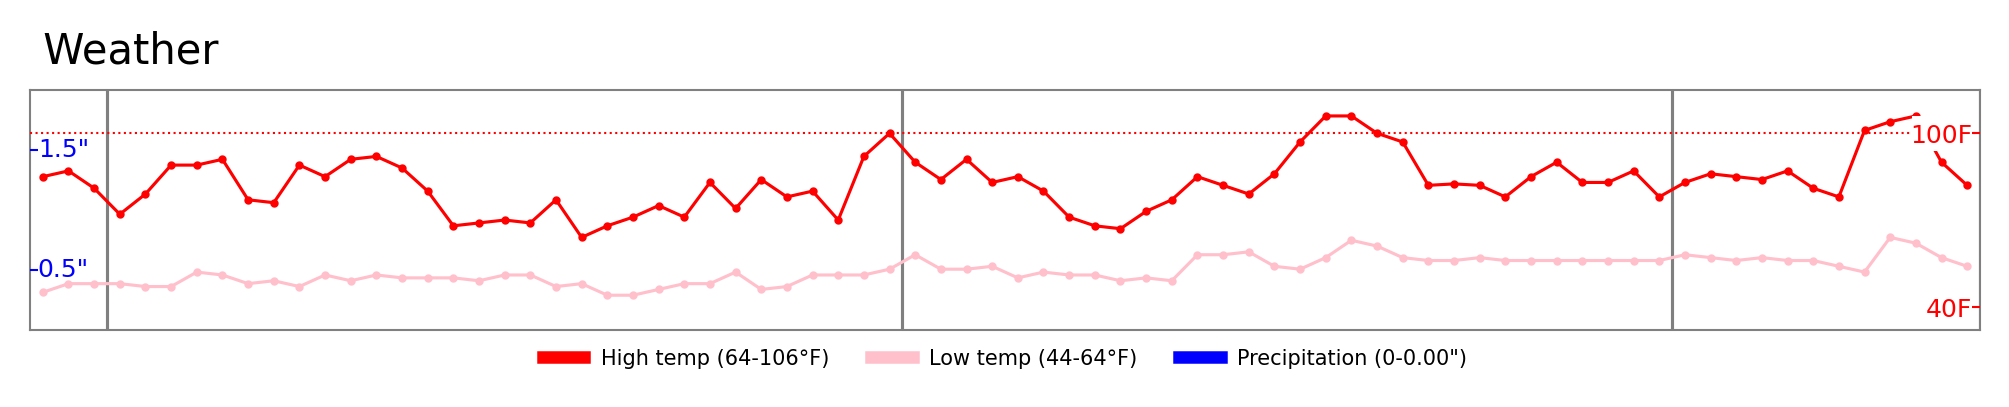 Weather
1.5"
100F
0.5"
40F
High temp (64-106°F) Low temp (44-64°F) Precipitation (0-0.00")